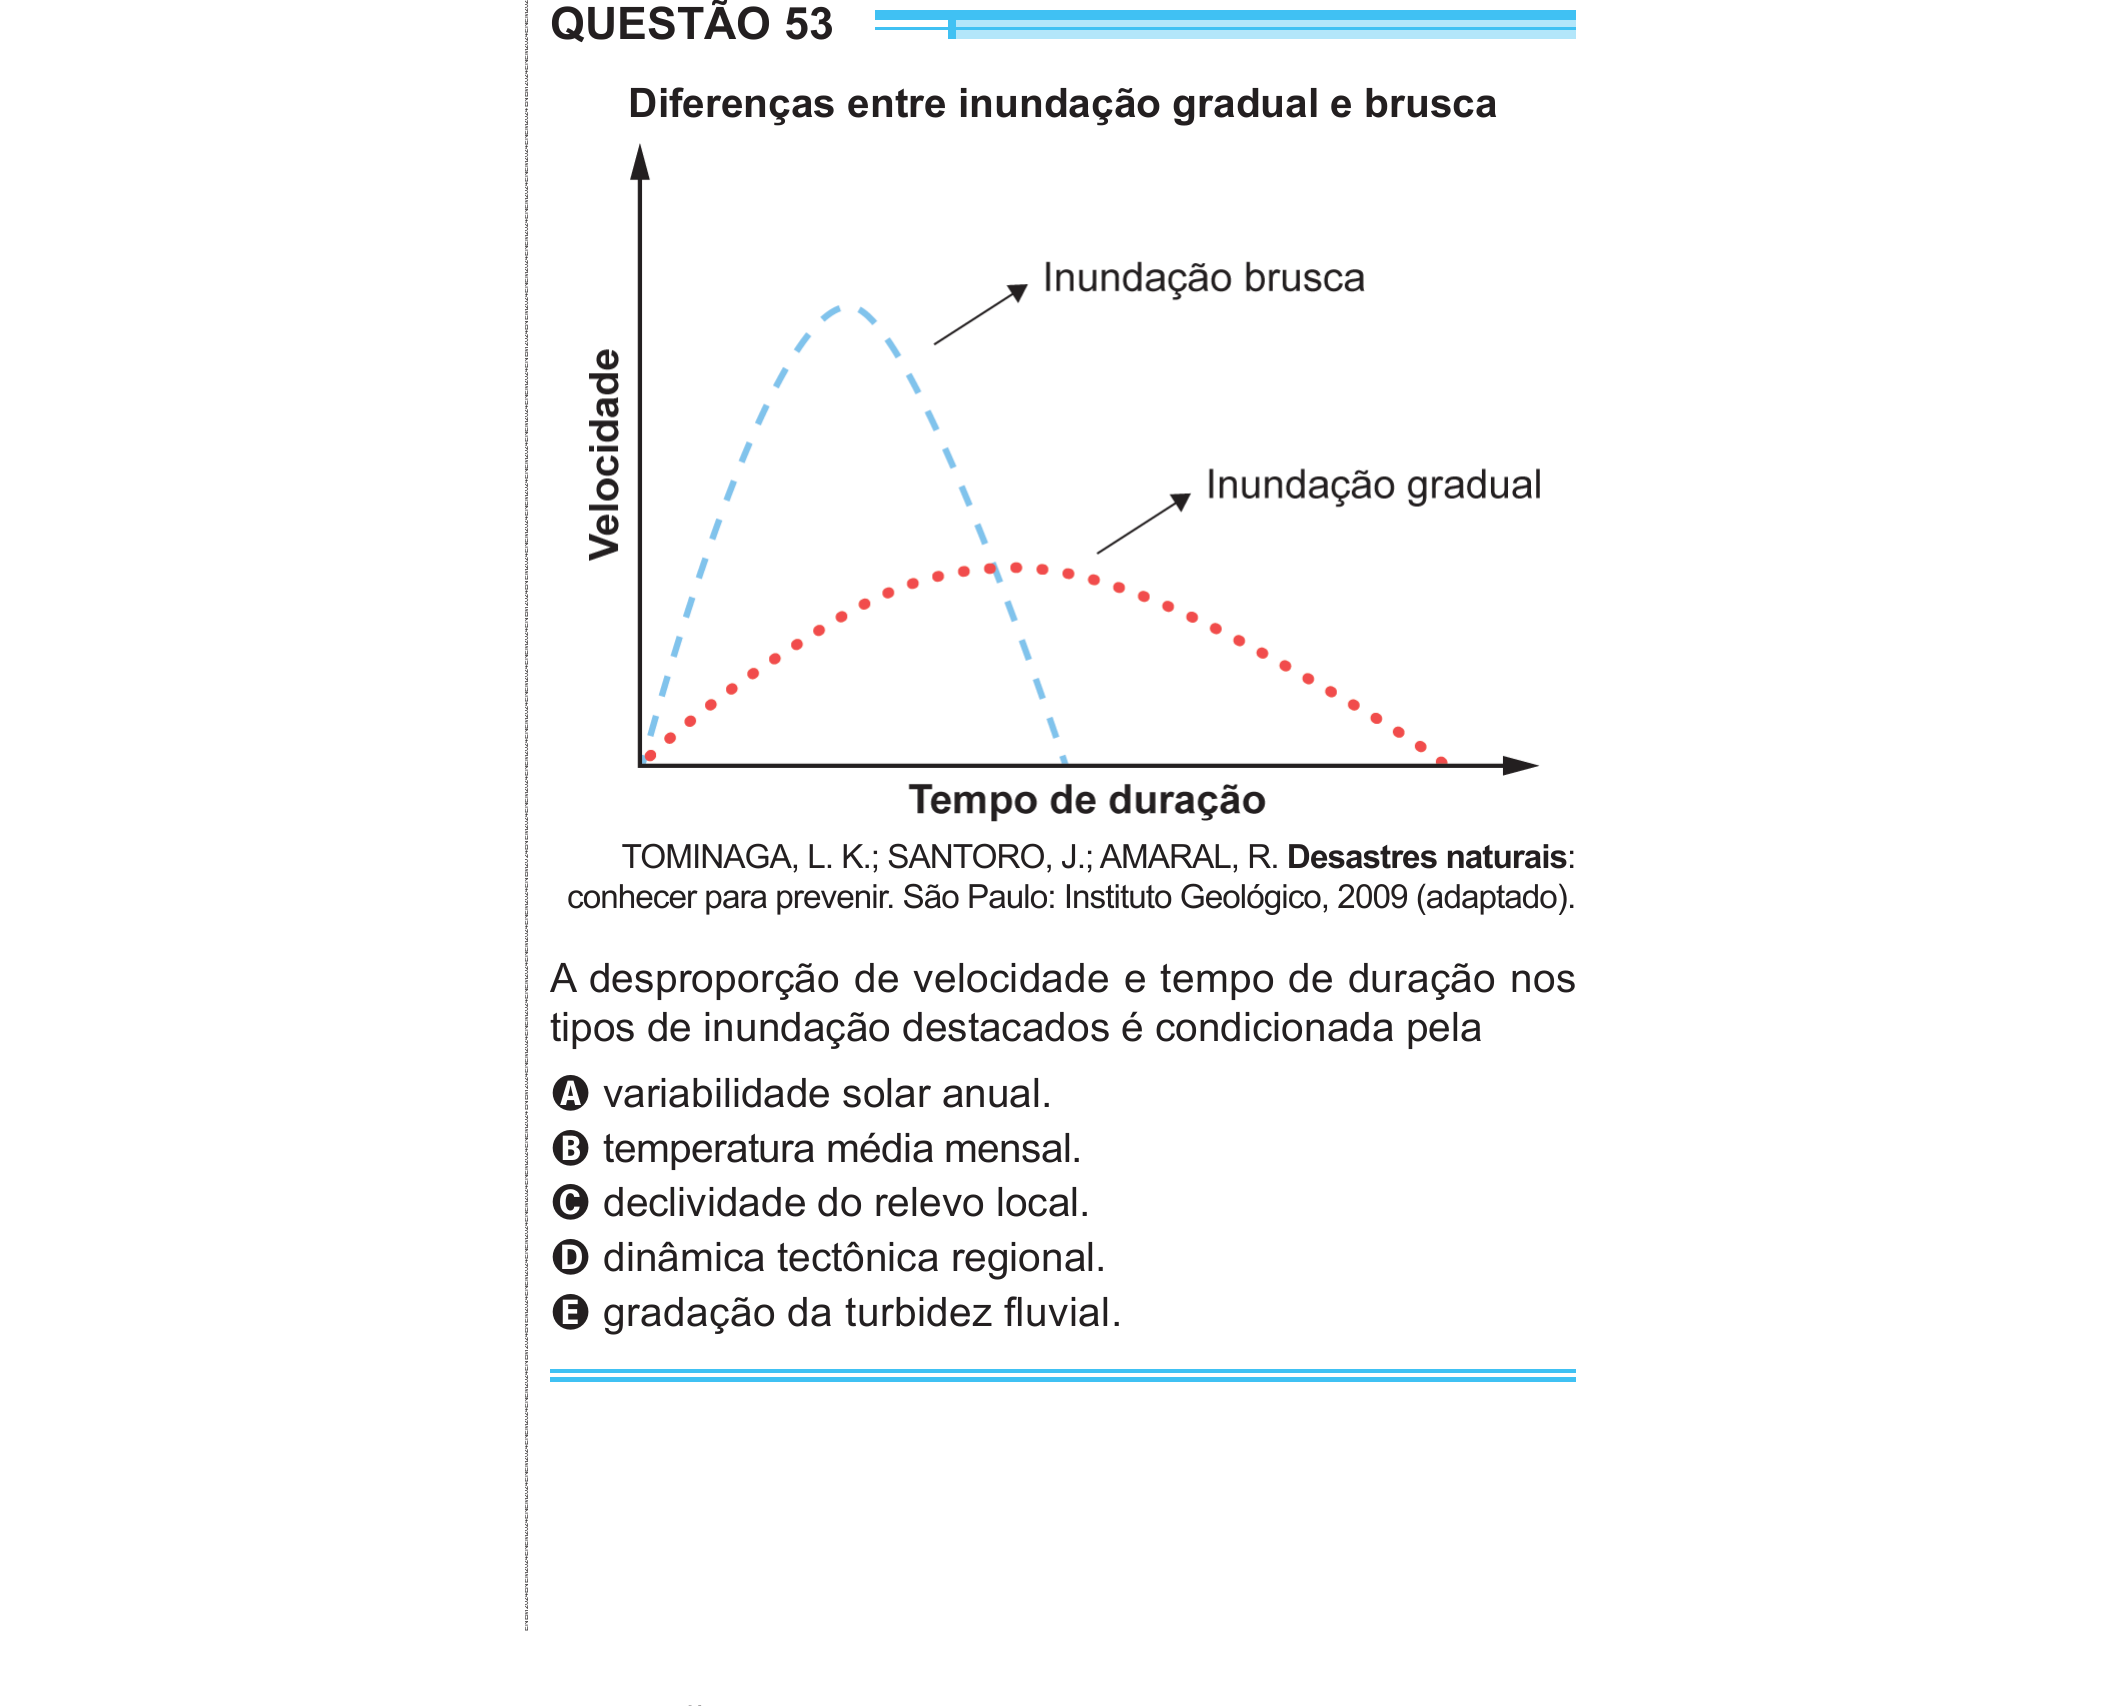 QUESTÃO 53
Diferenças entre inundação gradual e brusca
Inundação brusca
Velocidade
Inundação gradual
Tempo de duração
TOMINAGA, L. K.; SANTORO, J.; AMARAL, R. Desastres naturais:
conhecer para prevenir. São Paulo: Instituto Geológico, 2009 (adaptado).
A desproporção de velocidade e tempo de duração nos
tipos de inundação destacados é condicionada pela
A variabilidade solar anual.
B temperatura média mensal.
C declividade do relevo local.
D dinâmica tectônica regional.
E gradação da turbidez fluvial.